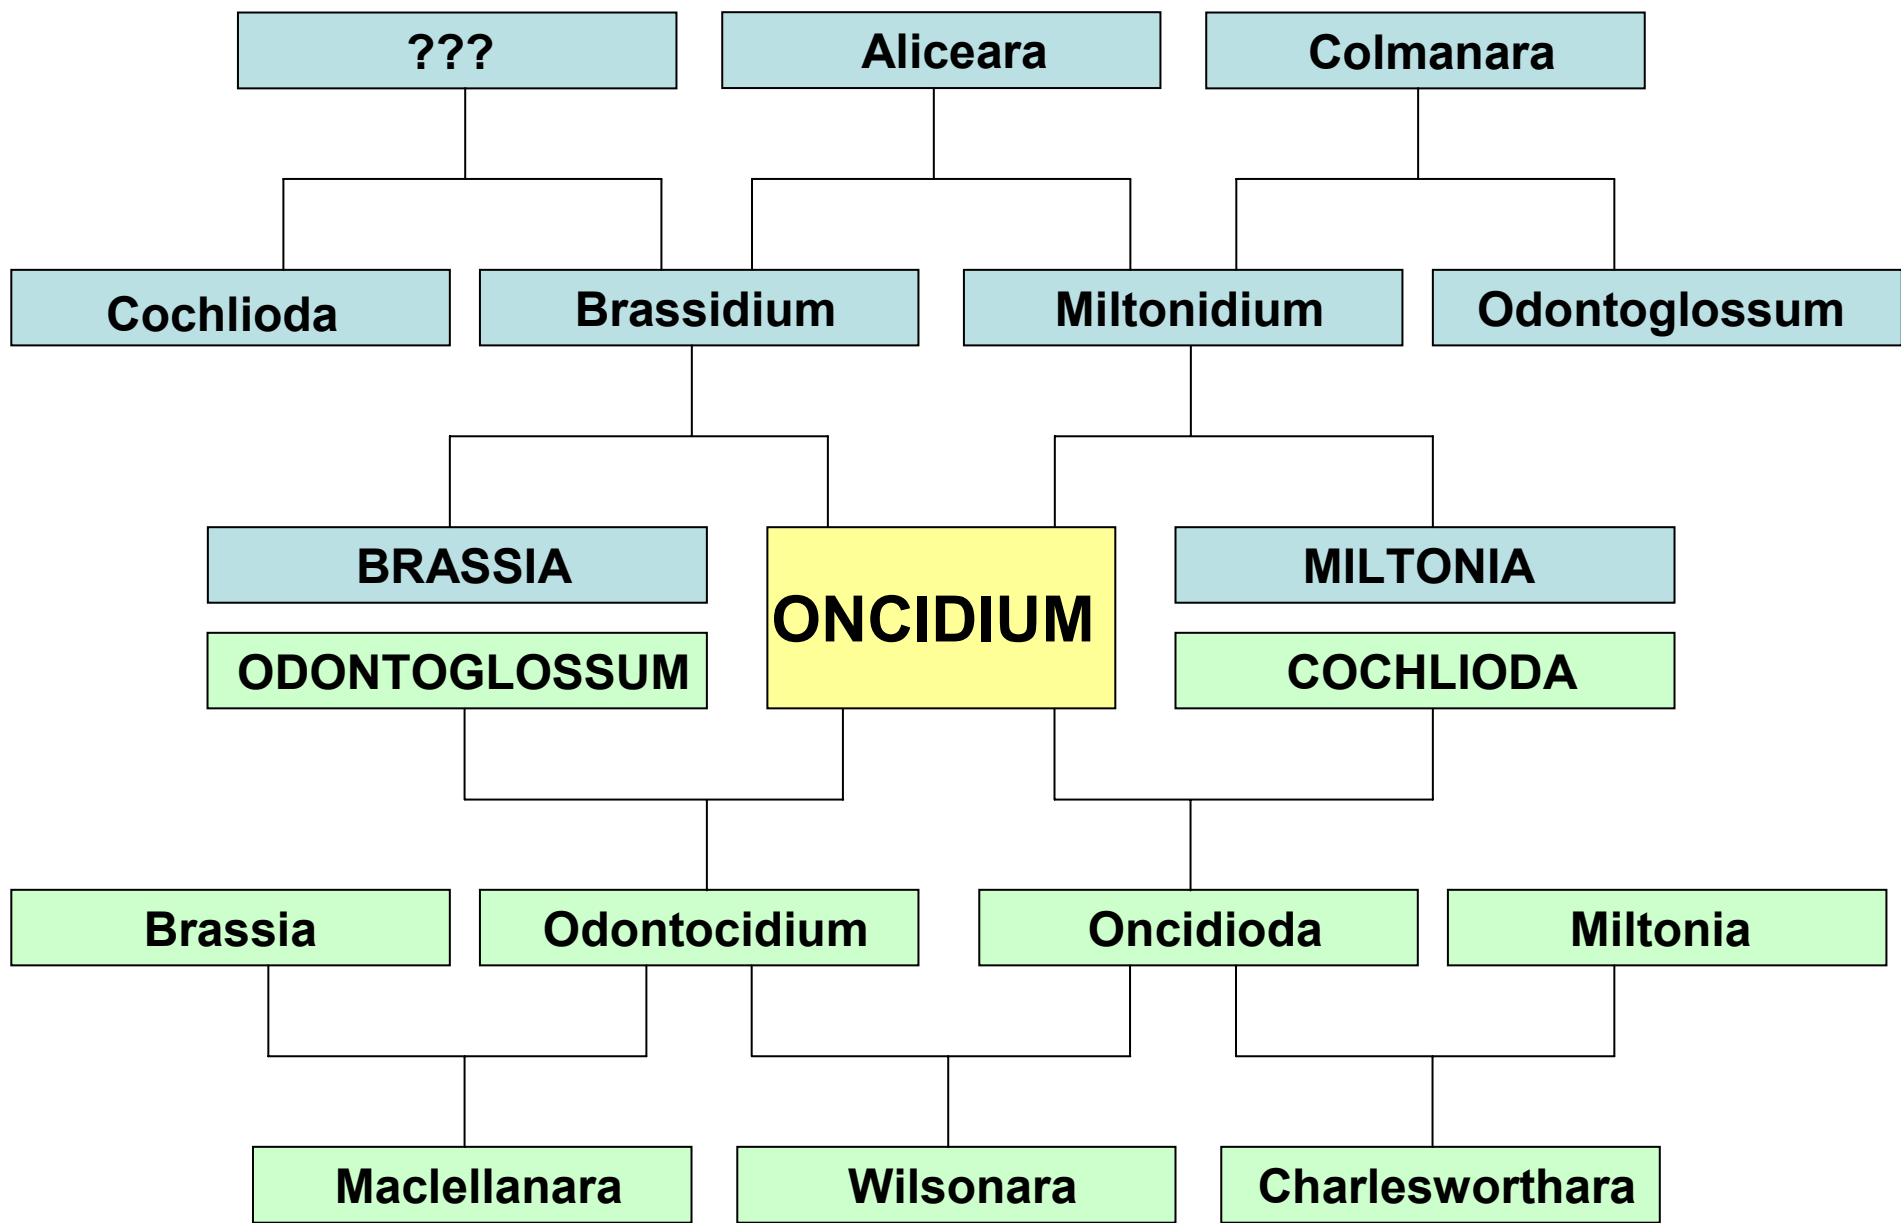 ???
Aliceara
Colmanara
Cochlioda
Brassidium
Miltonidium
Odontoglossum
BRASSIA
MILTONIA
ONCIDIUM
ODONTOGLOSSUM
COCHLIODA
Brassia
Odontocidium
Oncidioda
Miltonia
Maclellanara
Wilsonara
Charlesworthara